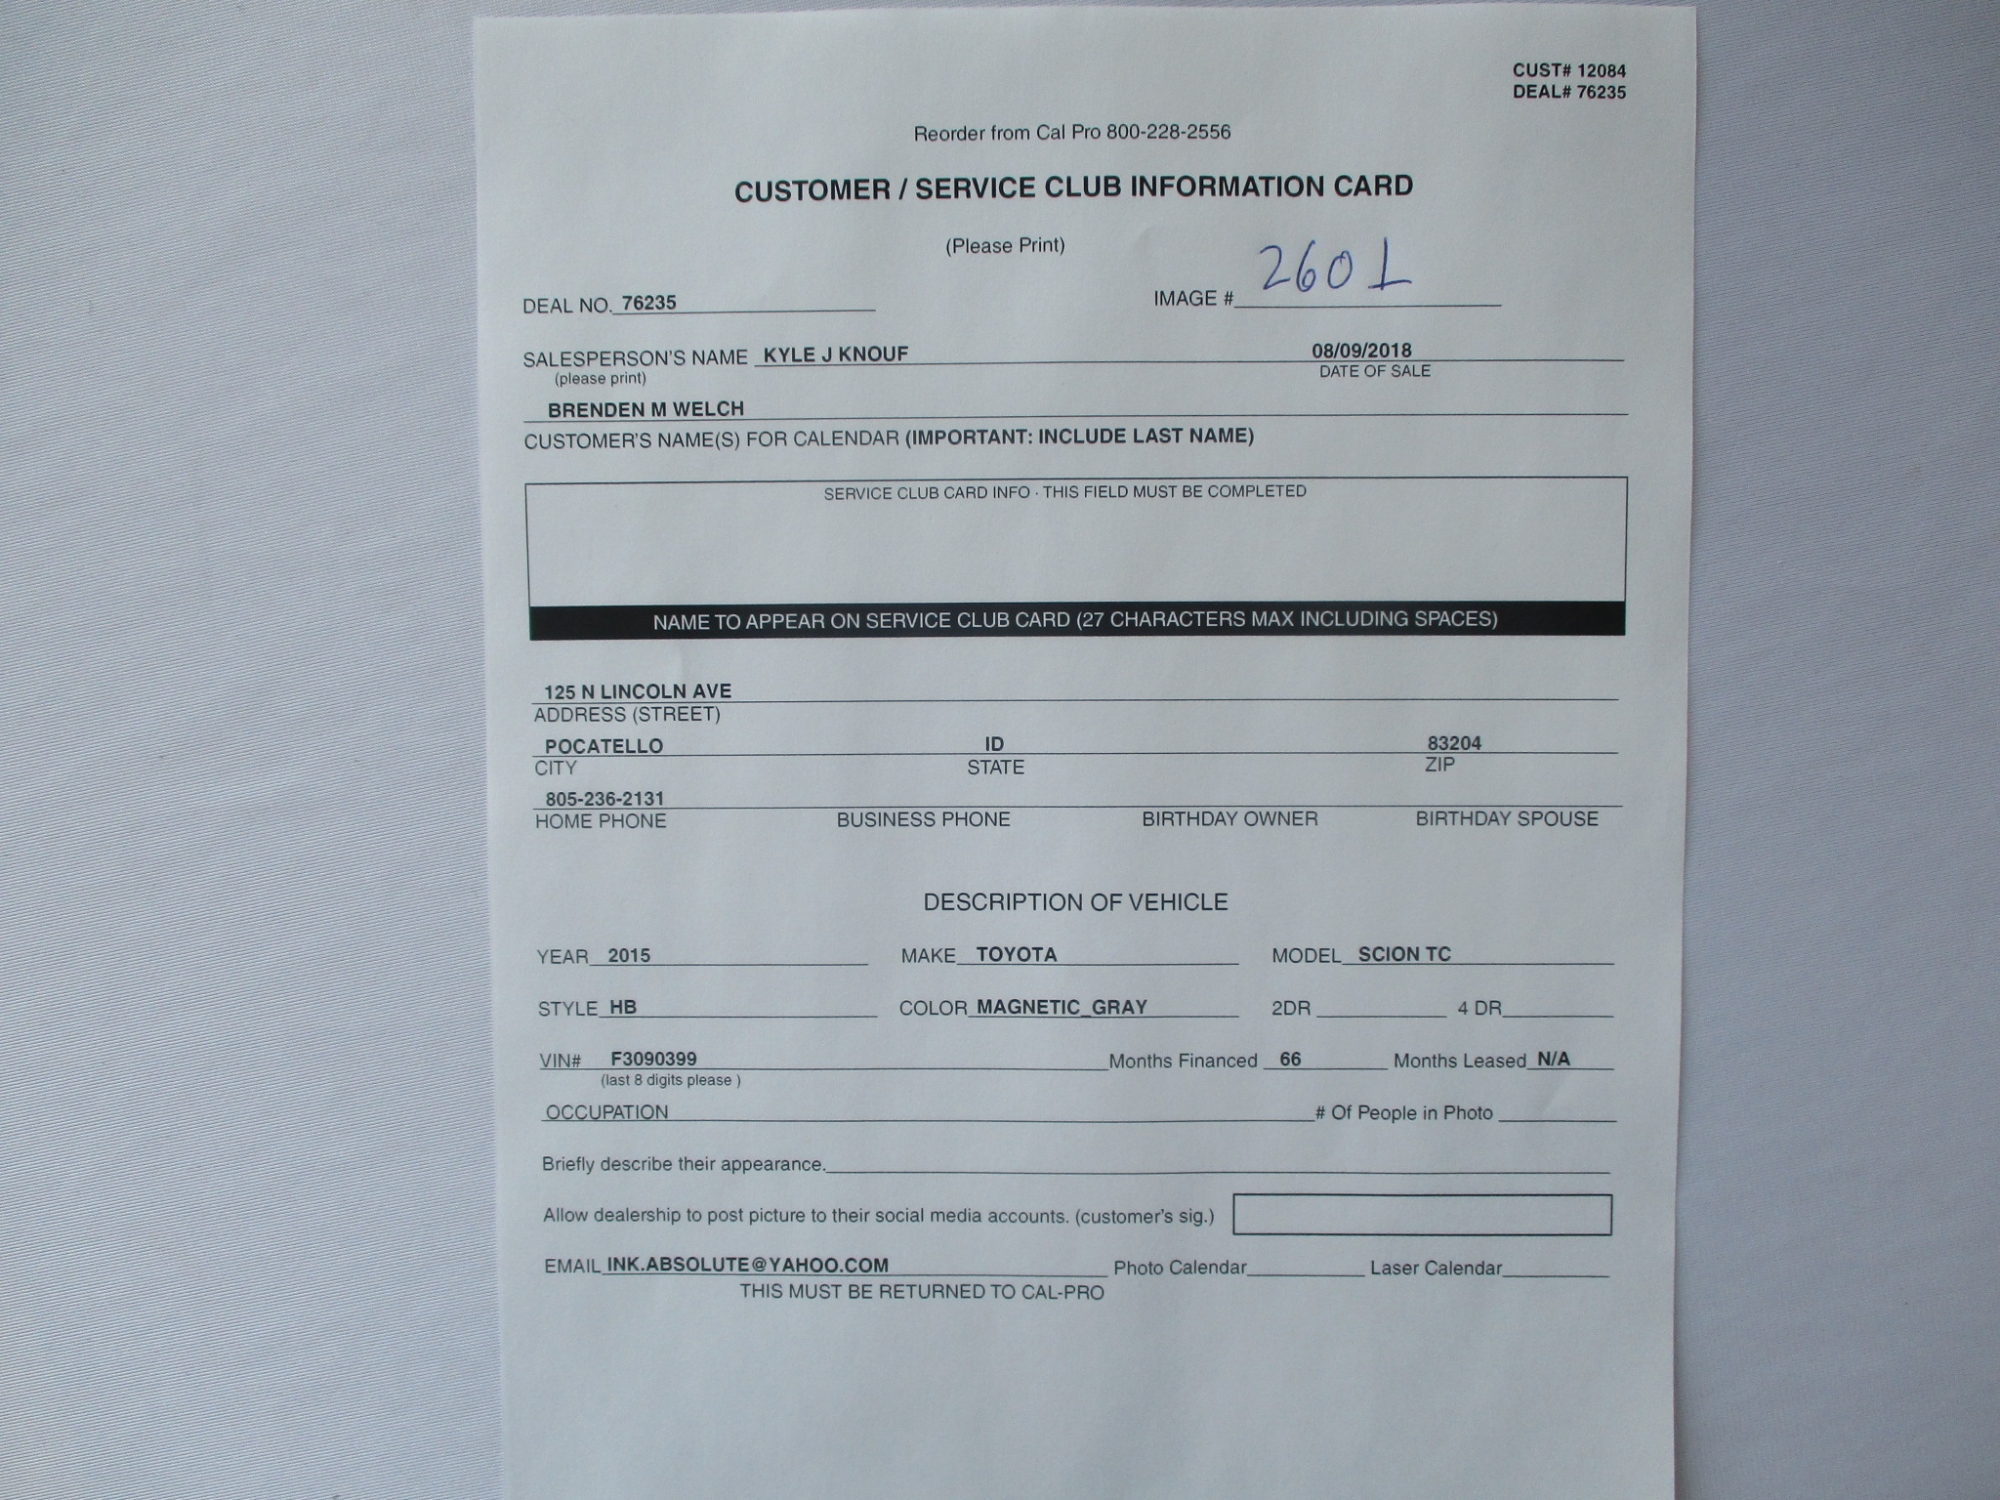 CUST# 12084
DEAL# 76235
Reorder from Cal Pro 800-228-2556
CUSTOMER / SERVICE CLUB INFORMATION CARD
(Please Print)
DEAL NO. 76235 IMAGE # 2601
SALESPERSON'S NAME KYLE J KNOUF 08/09/2018
(please print) DATE OF SALE
BRENDEN M WELCH
CUSTOMER'S NAME(S) FOR CALENDAR (IMPORTANT: INCLUDE LAST NAME)
SERVICE CLUB CARD INFO · THIS FIELD MUST BE COMPLETED
NAME TO APPEAR ON SERVICE CLUB CARD (27 CHARACTERS MAX INCLUDING SPACES)
125 N LINCOLN AVE
ADDRESS (STREET)
POCATELLO ID 83204
CITY STATE ZIP
805-236-2131
HOME PHONE BUSINESS PHONE BIRTHDAY OWNER BIRTHDAY SPOUSE
DESCRIPTION OF VEHICLE
YEAR 2015 MAKE TOYOTA MODEL SCION TC
STYLE HB COLOR MAGNETIC_GRAY 2DR 4 DR
VIN# F3090399 Months Financed 66 Months Leased N/A
(last 8 digits please )
OCCUPATION # Of People in Photo
Briefly describe their appearance.
Allow dealership to post picture to their social media accounts. (customer's sig.)
EMAIL INK.ABSOLUTE@YAHOO.COM Photo Calendar Laser Calendar
THIS MUST BE RETURNED TO CAL-PRO